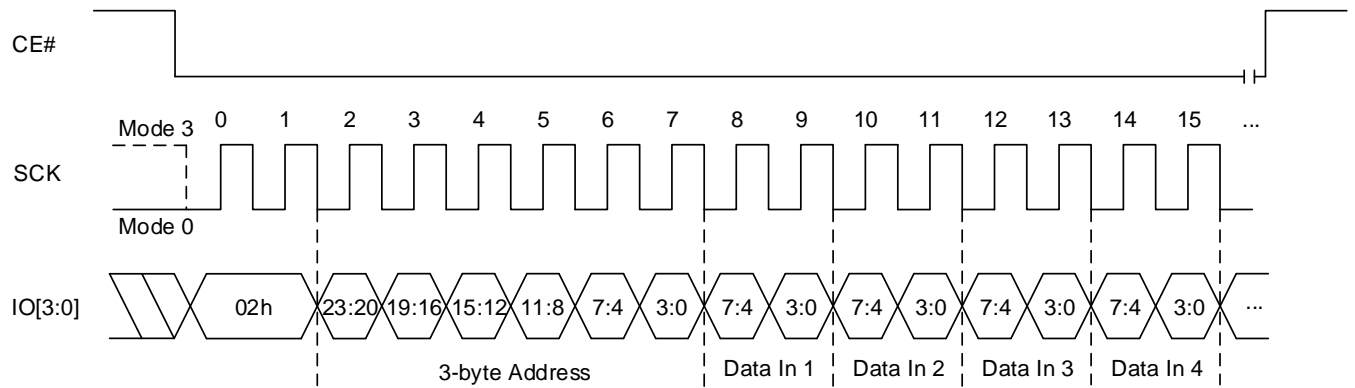 CE#
Mode 3 0 1 2 3 4 5 6 7 8 9 10 11 12 13 14 15 ...
SCK
Mode 0
IO[3:0] 02h 23:20 19:16 15:12 11:8 7:4 3:0 7:4 3:0 7:4 3:0 7:4 3:0 7:4 3:0 ...
3-byte Address Data In 1 Data In 2 Data In 3 Data In 4